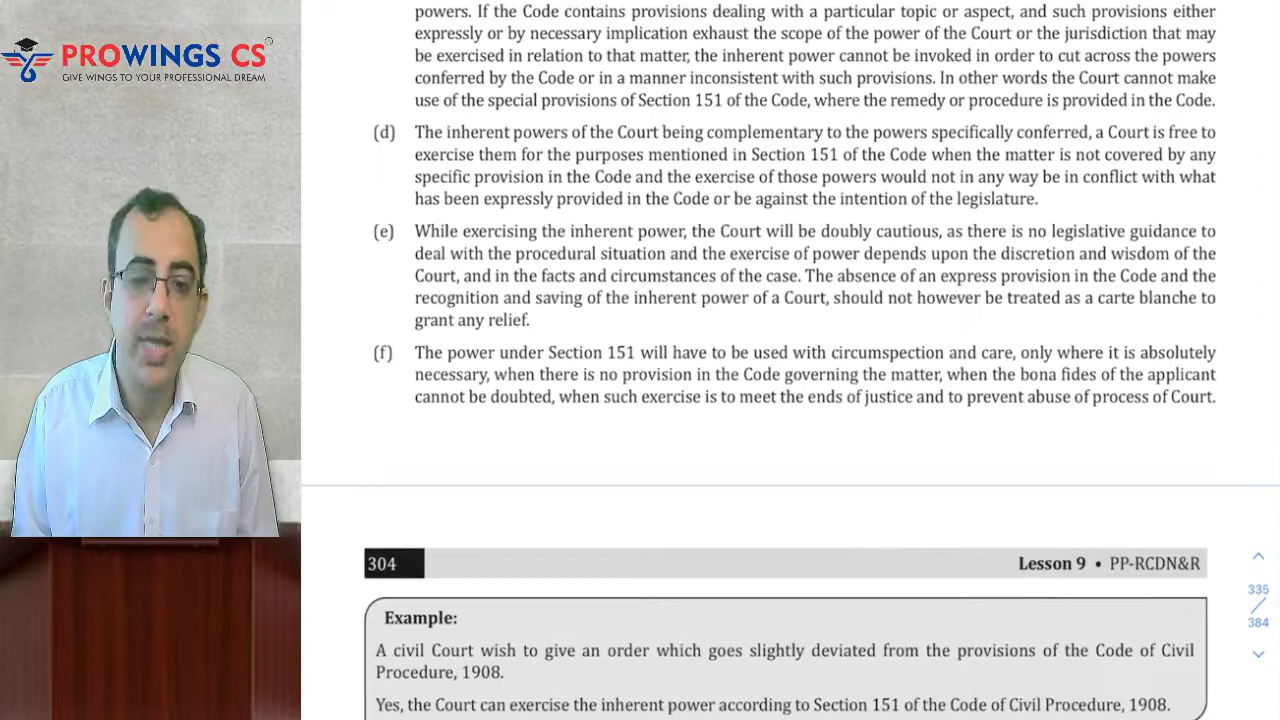 PROWINGS CS
GIVE WINGS TO YOUR PROFESSIONAL DREAM
powers. If the Code contains provisions dealing with a particular topic or aspect, and such provisions either
expressly or by necessary implication exhaust the scope of the power of the Court or the jurisdiction that may
be exercised in relation to that matter, the inherent power cannot be invoked in order to cut across the powers
conferred by the Code or in a manner inconsistent with such provisions. In other words the Court cannot make
use of the special provisions of Section 151 of the Code, where the remedy or procedure is provided in the Code.
(d) The inherent powers of the Court being complementary to the powers specifically conferred, a Court is free to
exercise them for the purposes mentioned in Section 151 of the Code when the matter is not covered by any
specific provision in the Code and the exercise of those powers would not in any way be in conflict with what
has been expressly provided in the Code or be against the intention of the legislature.
(e) While exercising the inherent power, the Court will be doubly cautious, as there is no legislative guidance to
deal with the procedural situation and the exercise of power depends upon the discretion and wisdom of the
Court, and in the facts and circumstances of the case. The absence of an express provision in the Code and the
recognition and saving of the inherent power of a Court, should not however be treated as a carte blanche to
grant any relief.
(f) The power under Section 151 will have to be used with circumspection and care, only where it is absolutely
necessary, when there is no provision in the Code governing the matter, when the bona fides of the applicant
cannot be doubted, when such exercise is to meet the ends of justice and to prevent abuse of process of Court.
304
Lesson 9 • PP-RCDN&R
335
384
Example:
A civil Court wish to give an order which goes slightly deviated from the provisions of the Code of Civil
Procedure, 1908.
Yes, the Court can exercise the inherent power according to Section 151 of the Code of Civil Procedure, 1908.